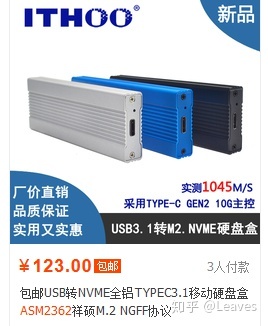 ITHOO
新品
实测1045M/S
采用TYPE-C GEN2 10G主控
厂价直销
品质保证
实用又实惠
USB3.1转M2.NVME硬盘盒
￥123.00 包邮
3人付款
包邮USB转NVME全铝TYPEC3.1移动硬盘盒
ASM2362祥硕M.2 NGFF协议
知乎 @Leaves